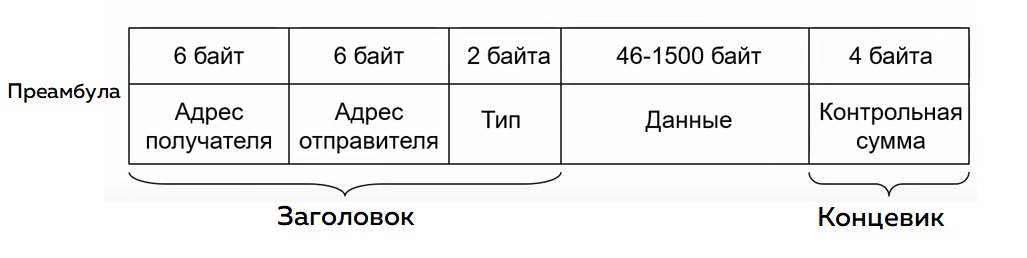 6 байт
6 байт
2 байта
46-1500 байт
4 байта
Преамбула
Адрес
получателя
Адрес
отправителя
Тип
Данные
Контрольная
сумма
Заголовок
Концевик